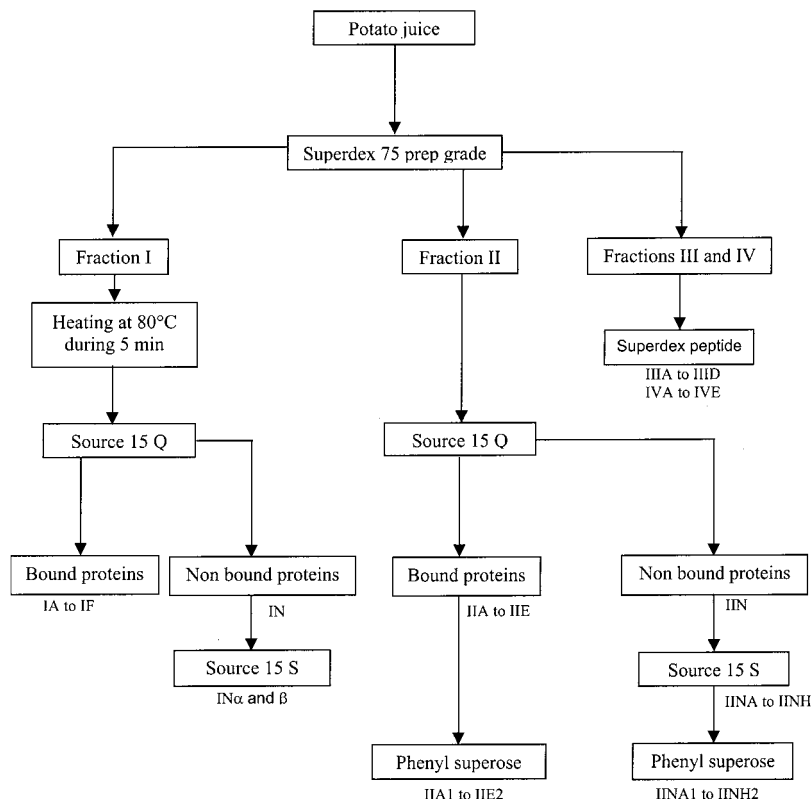 Potato juice
Superdex 75 prep grade
Fraction I
Fraction II
Fractions III and IV
Heating at 80°C
during 5 min
Superdex peptide
IIIA to IIID
IVA to IVE
Source 15 Q
Source 15 Q
Bound proteins
Non bound proteins
Bound proteins
Non bound proteins
IA to IF
IN
IIA to IIE
IIN
Source 15 S
Source 15 S
INα and β
IINA to IINH
Phenyl superose
Phenyl superose
IIA1 to IIE2
IINA1 to IINH2